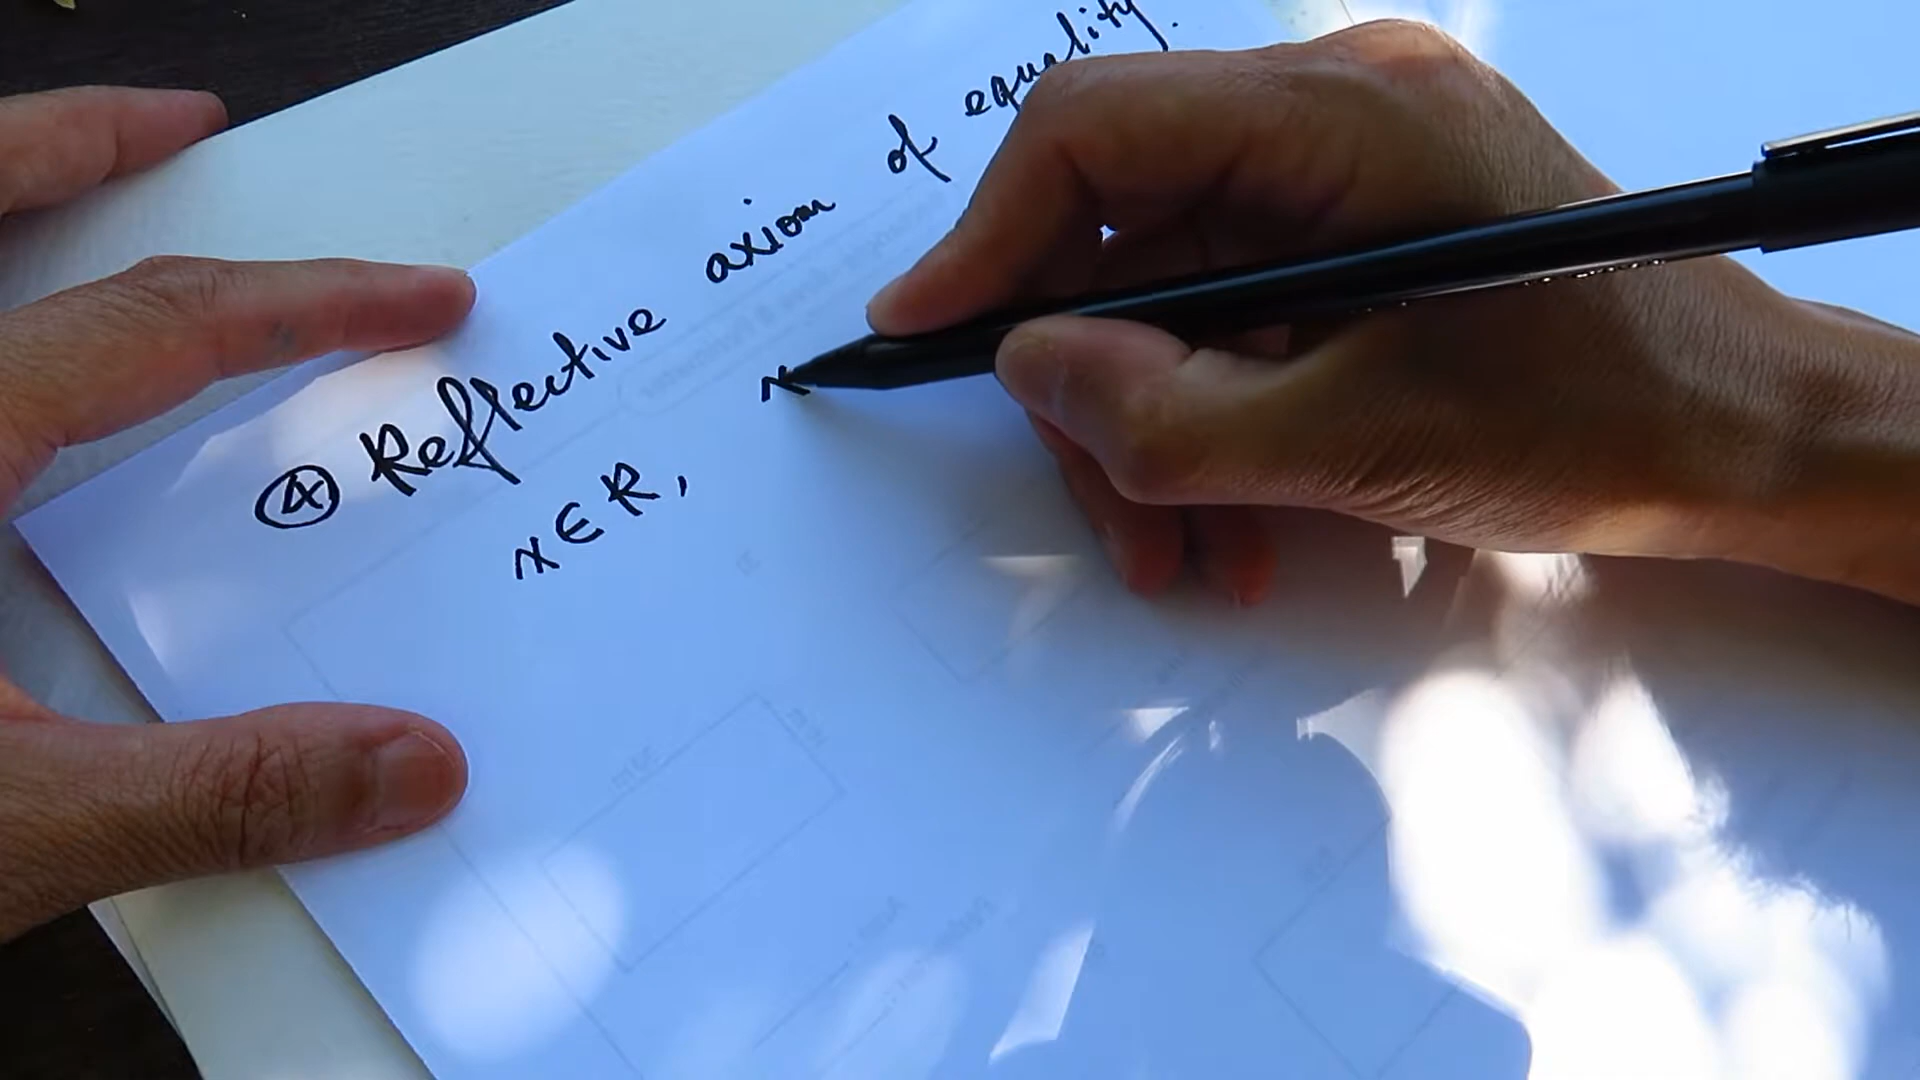 ④ Reflective axiom of equality.
x∈R, x